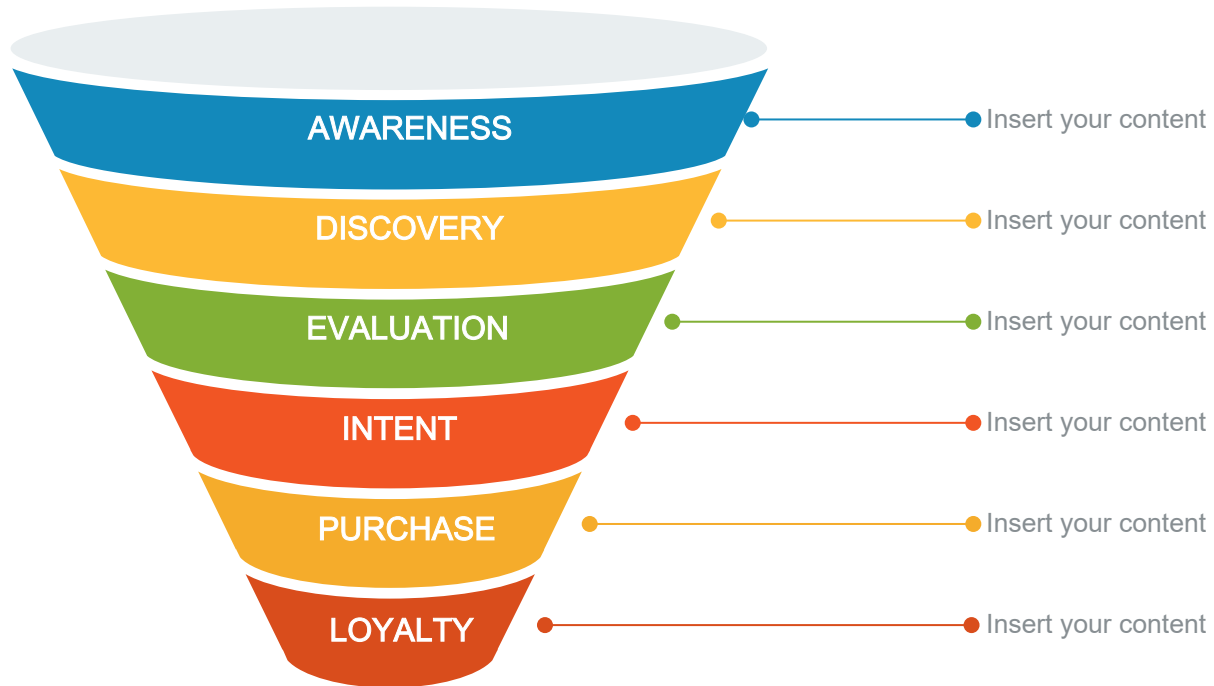 AWARENESS
Insert your content
DISCOVERY
Insert your content
EVALUATION
Insert your content
INTENT
Insert your content
PURCHASE
Insert your content
LOYALTY
Insert your content